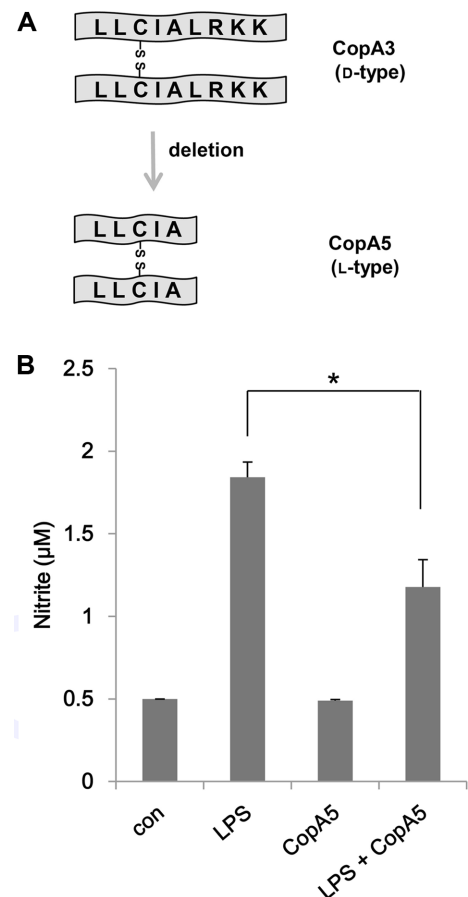 A
LLCIALRKK
S
S
LLCIALRKK
CopA3
(D-type)
deletion
LLCIA
S
S
LLCIA
CopA5
(L-type)
B
2.5
2
1.5
1
0.5
0
Nitrite (μM)
*
con
LPS
CopA5
LPS + CopA5